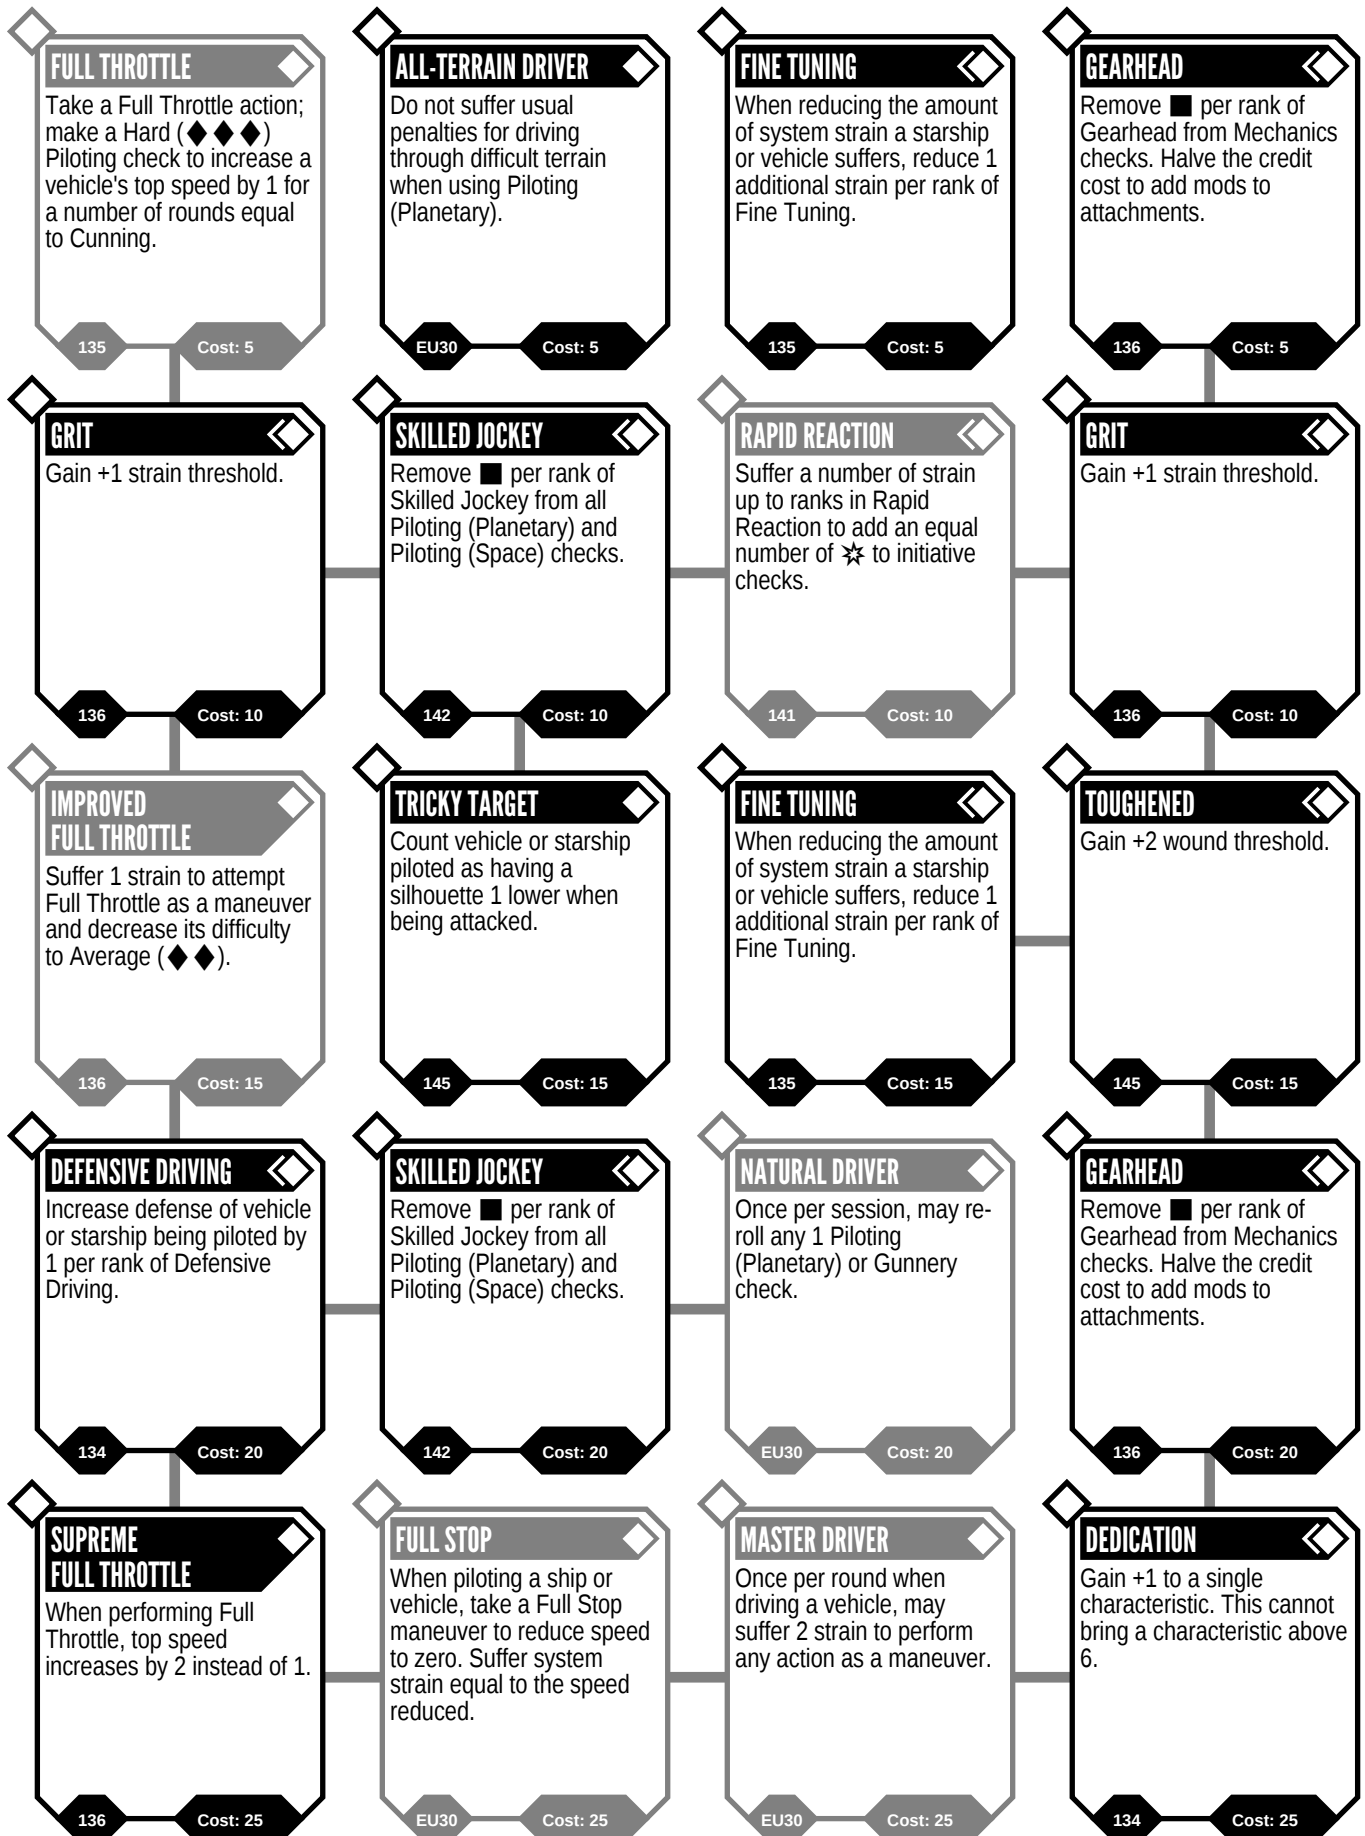 FULL THROTTLE
Take a Full Throttle action;
make a Hard (♦ ♦ ♦)
Piloting check to increase a
vehicle's top speed by 1 for
a number of rounds equal
to Cunning.
135
Cost: 5
ALL-TERRAIN DRIVER
Do not suffer usual
penalties for driving
through difficult terrain
when using Piloting
(Planetary).
EU30
Cost: 5
FINE TUNING
When reducing the amount
of system strain a starship
or vehicle suffers, reduce 1
additional strain per rank of
Fine Tuning.
135
Cost: 5
GEARHEAD
Remove ■ per rank of
Gearhead from Mechanics
checks. Halve the credit
cost to add mods to
attachments.
136
Cost: 5
GRIT
Gain +1 strain threshold.
136
Cost: 10
SKILLED JOCKEY
Remove ■ per rank of
Skilled Jockey from all
Piloting (Planetary) and
Piloting (Space) checks.
142
Cost: 10
RAPID REACTION
Suffer a number of strain
up to ranks in Rapid
Reaction to add an equal
number of to initiative
checks.
141
Cost: 10
GRIT
Gain +1 strain threshold.
136
Cost: 10
IMPROVED
FULL THROTTLE
Suffer 1 strain to attempt
Full Throttle as a maneuver
and decrease its difficulty
to Average (♦ ♦).
136
Cost: 15
TRICKY TARGET
Count vehicle or starship
piloted as having a
silhouette 1 lower when
being attacked.
145
Cost: 15
FINE TUNING
When reducing the amount
of system strain a starship
or vehicle suffers, reduce 1
additional strain per rank of
Fine Tuning.
135
Cost: 15
TOUGHENED
Gain +2 wound threshold.
145
Cost: 15
DEFENSIVE DRIVING
Increase defense of vehicle
or starship being piloted by
1 per rank of Defensive
Driving.
134
Cost: 20
SKILLED JOCKEY
Remove ■ per rank of
Skilled Jockey from all
Piloting (Planetary) and
Piloting (Space) checks.
142
Cost: 20
NATURAL DRIVER
Once per session, may re-
roll any 1 Piloting
(Planetary) or Gunnery
check.
EU30
Cost: 20
GEARHEAD
Remove ■ per rank of
Gearhead from Mechanics
checks. Halve the credit
cost to add mods to
attachments.
136
Cost: 20
SUPREME
FULL THROTTLE
When performing Full
Throttle, top speed
increases by 2 instead of 1.
136
Cost: 25
FULL STOP
When piloting a ship or
vehicle, take a Full Stop
maneuver to reduce speed
to zero. Suffer system
strain equal to the speed
reduced.
EU30
Cost: 25
MASTER DRIVER
Once per round when
driving a vehicle, may
suffer 2 strain to perform
any action as a maneuver.
EU30
Cost: 25
DEDICATION
Gain +1 to a single
characteristic. This cannot
bring a characteristic above
6.
134
Cost: 25